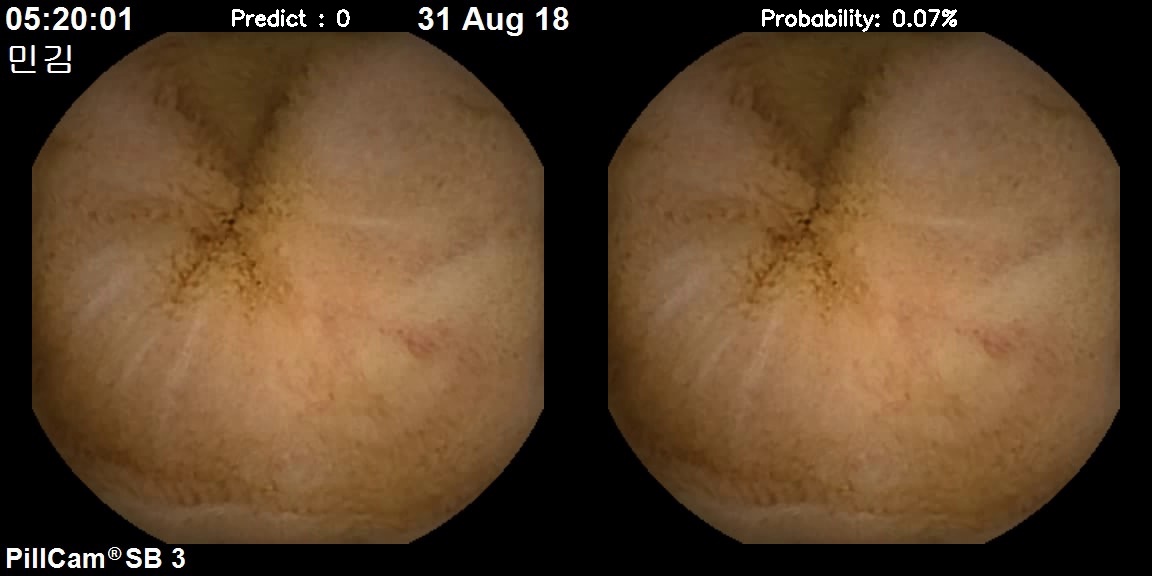 05:20:01
Predict : 0
31 Aug 18
Probability: 0.07%
민김
PillCam® SB 3